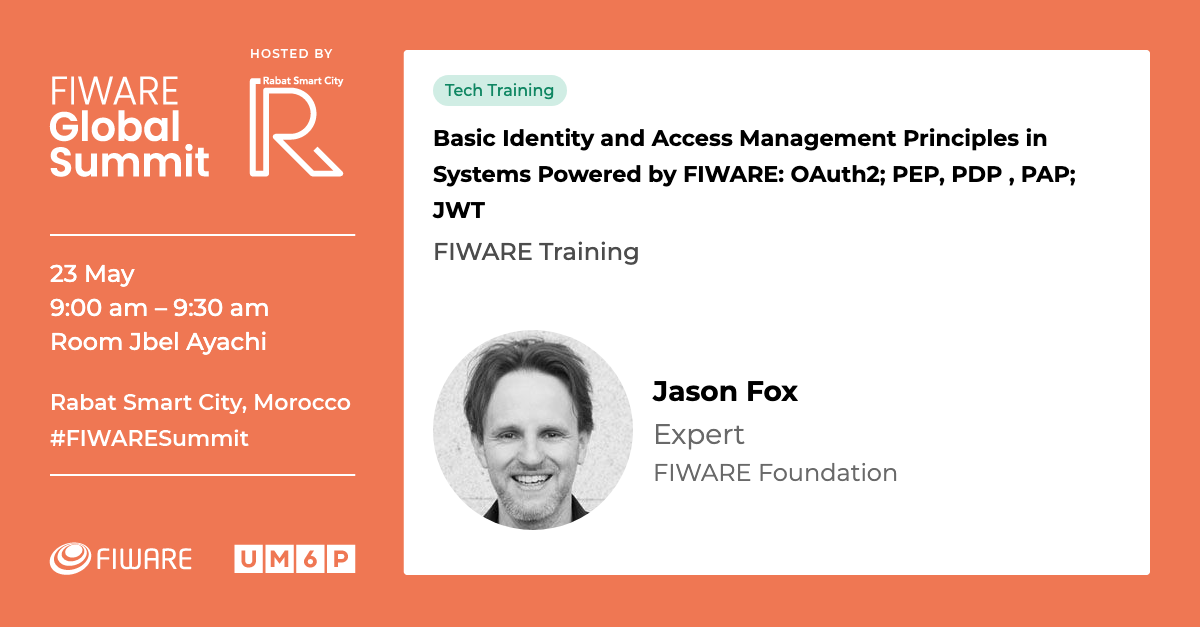 HOSTED BY
FIWARE
Global
Summit
Rabat Smart City
R
23 May
9:00 am – 9:30 am
Room Jbel Ayachi
Rabat Smart City, Morocco
#FIWARESummit
FIWARE
UM6P
Tech Training
Basic Identity and Access Management Principles in
Systems Powered by FIWARE: OAuth2; PEP, PDP , PAP;
JWT
FIWARE Training
Jason Fox
Expert
FIWARE Foundation